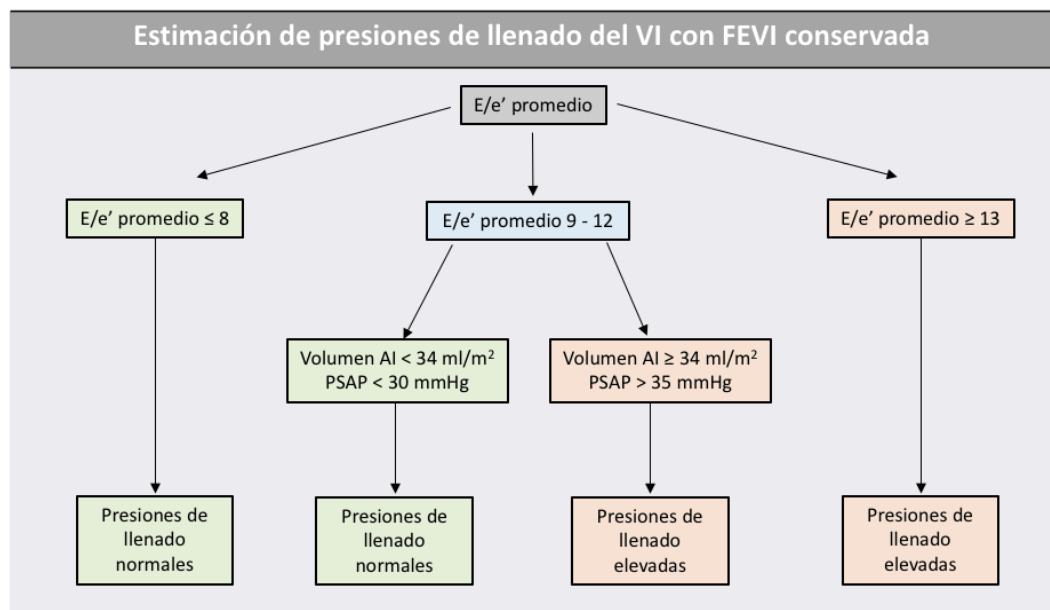 Estimación de presiones de llenado del VI con FEVI conservada
E/e’ promedio
E/e’ promedio ≤ 8
E/e’ promedio 9 - 12
E/e’ promedio ≥ 13
Volumen AI < 34 ml/m²
PSAP < 30 mmHg
Volumen AI ≥ 34 ml/m²
PSAP > 35 mmHg
Presiones de
llenado
normales
Presiones de
llenado
normales
Presiones de
llenado
elevadas
Presiones de
llenado
elevadas